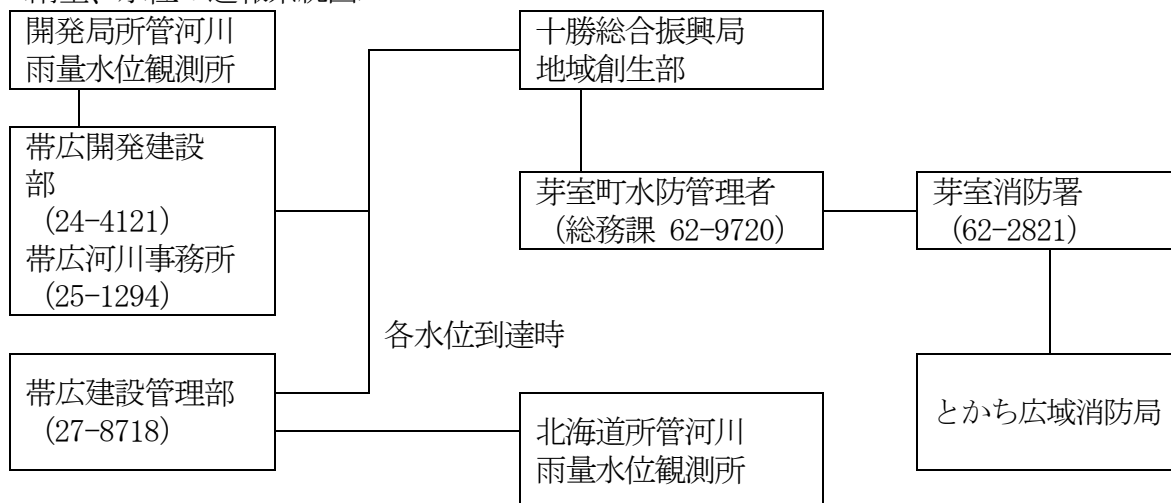 開発局所管河川
雨量水位観測所
十勝総合振興局
地域創生部
帯広開発建設
部
(24-4121)
帯広河川事務所
(25-1294)
芽室町水防管理者
(総務課 62-9720)
芽室消防署
(62-2821)
各水位到達時
帯広建設管理部
(27-8718)
北海道所管河川
雨量水位観測所
とかち広域消防局